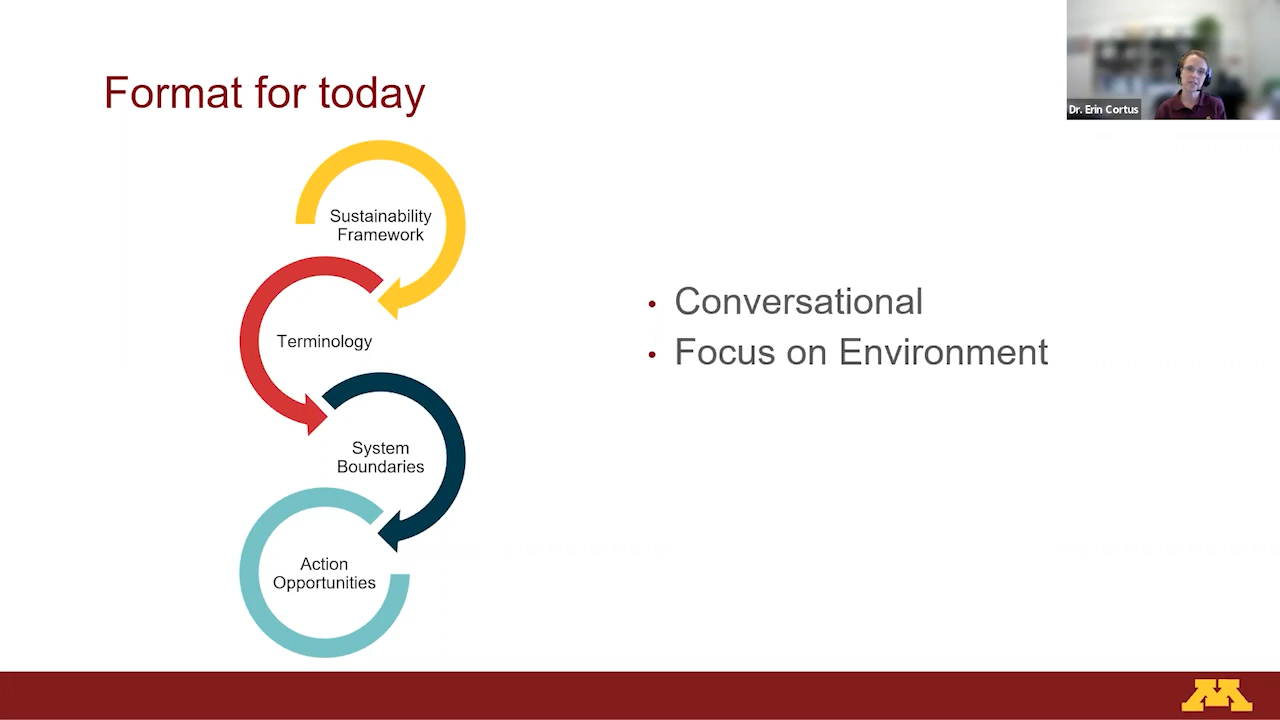 Format for today
Dr. Erin Cortus
Sustainability
Framework
Terminology
System
Boundaries
Action
Opportunities
• Conversational
• Focus on Environment
M